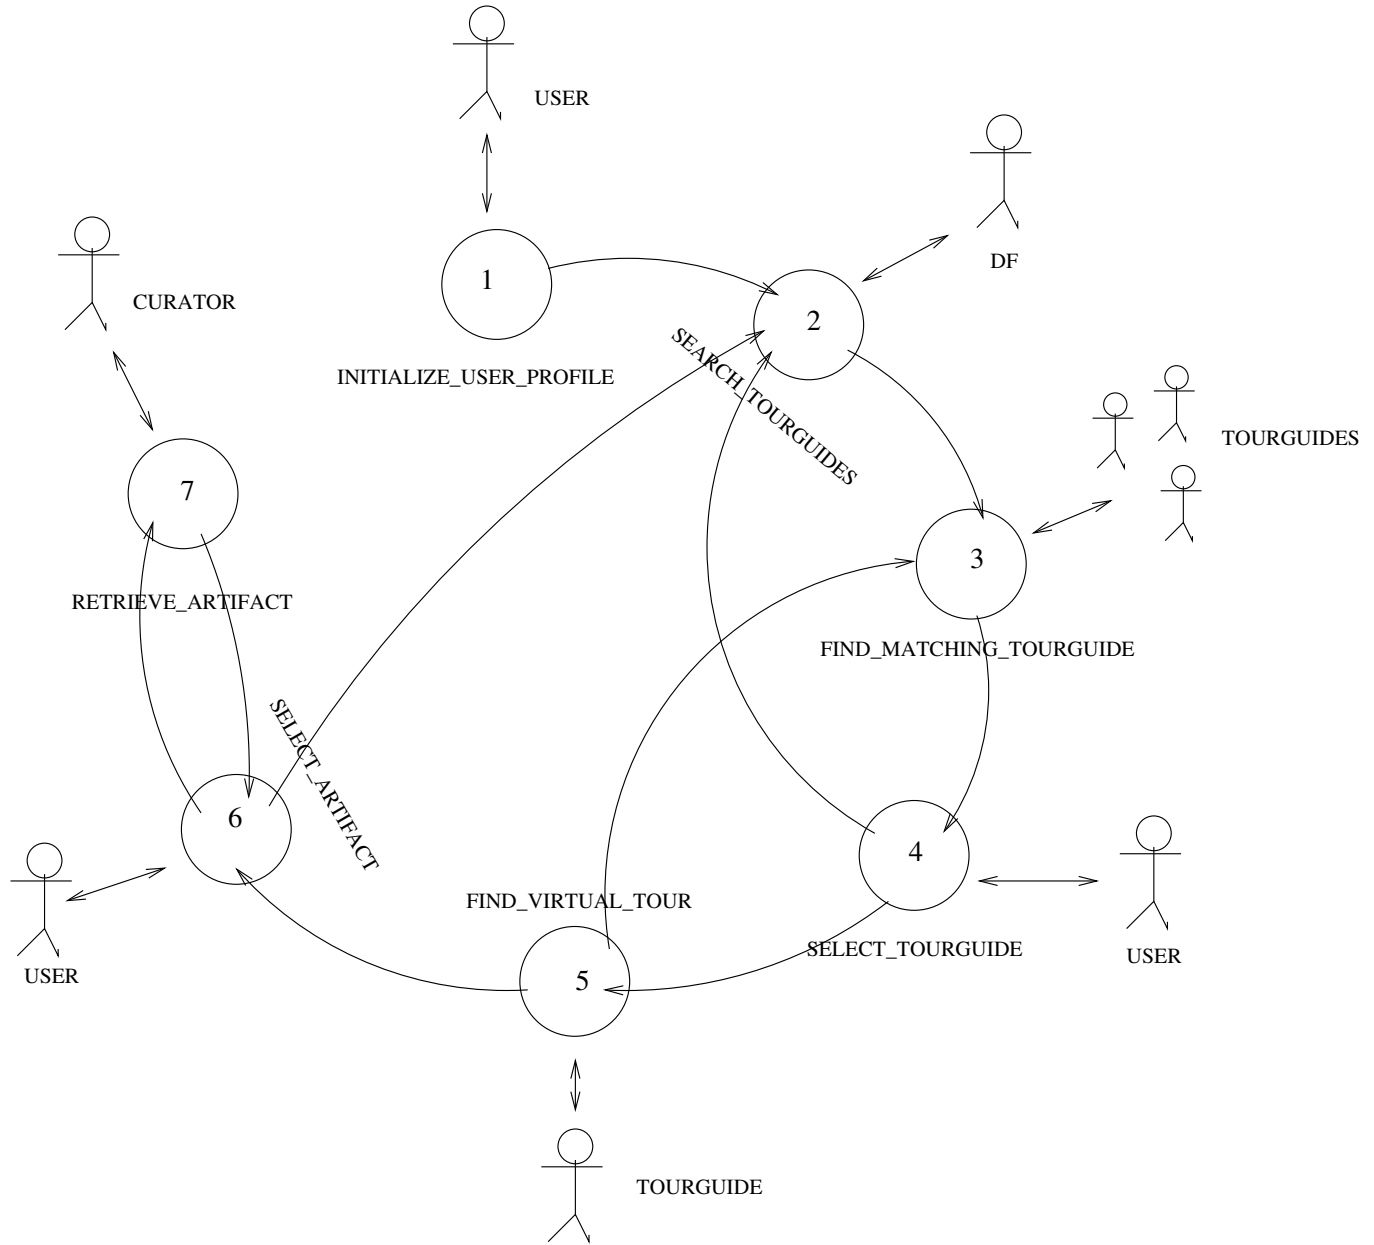 USER
DF
CURATOR
1
2
INITIALIZE_USER_PROFILE
SEARCH_TOURGUIDES
TOURGUIDES
7
3
RETRIEVE_ARTIFACT
FIND_MATCHING_TOURGUIDE
SELECT_ARTIFACT
6
4
FIND_VIRTUAL_TOUR
SELECT_TOURGUIDE
USER
USER
5
TOURGUIDE